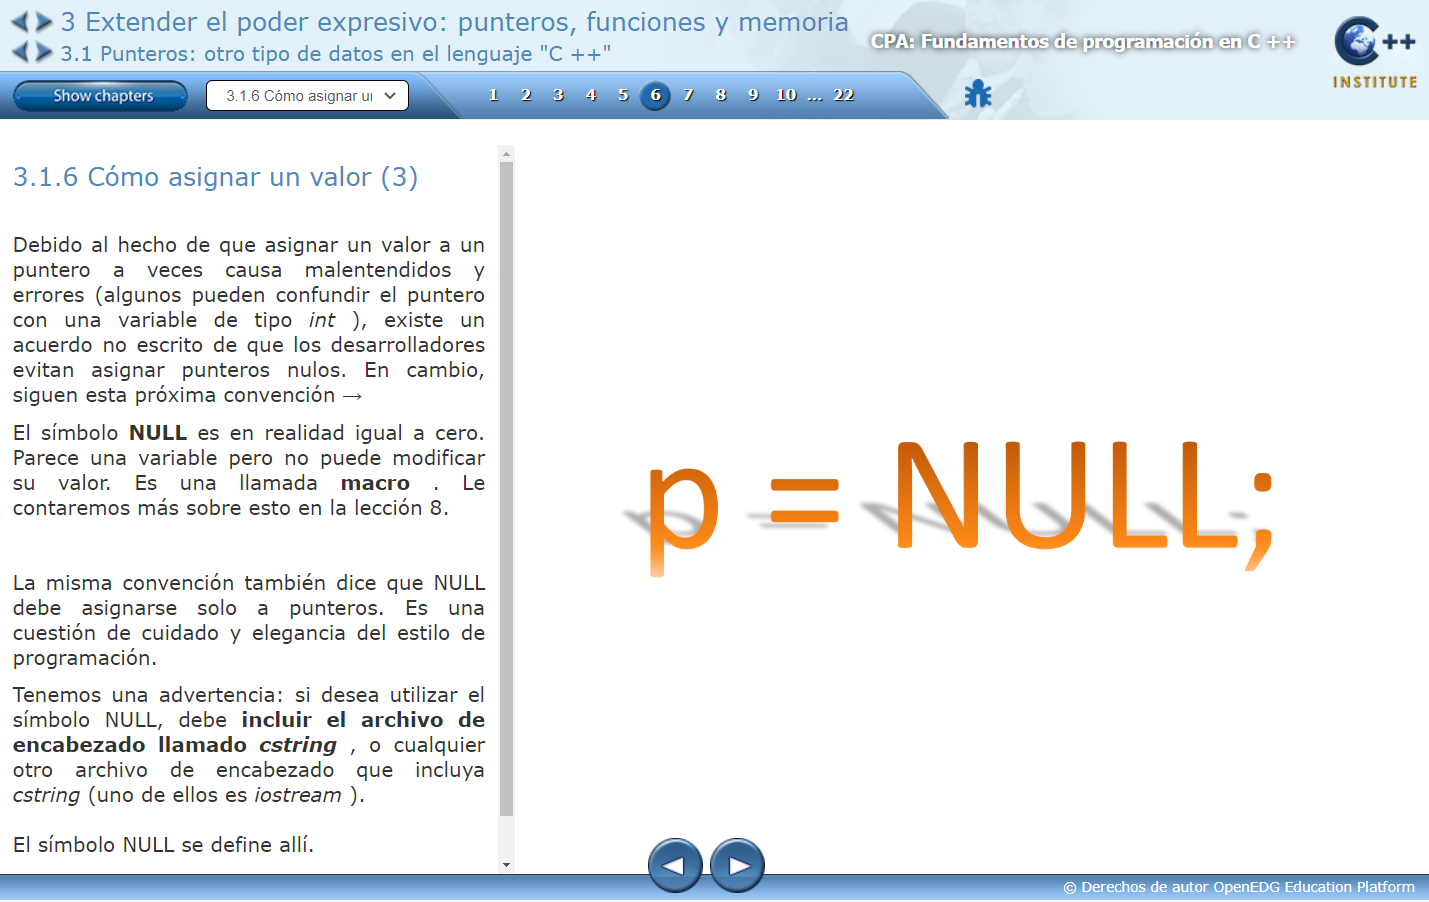 3 Extender el poder expresivo: punteros, funciones y memoria
3.1 Punteros: otro tipo de datos en el lenguaje "C ++"
CPA: Fundamentos de programación en C ++
C++
INSTITUTE
Show chapters
3.1.6 Cómo asignar ur
1 2 3 4 5 6 7 8 9 10 ... 22
3.1.6 Cómo asignar un valor (3)
Debido al hecho de que asignar un valor a un
puntero a veces causa malentendidos y
errores (algunos pueden confundir el puntero
con una variable de tipo int ), existe un
acuerdo no escrito de que los desarrolladores
evitan asignar punteros nulos. En cambio,
siguen esta próxima convención →
El símbolo NULL es en realidad igual a cero.
Parece una variable pero no puede modificar
su valor. Es una llamada macro . Le
contaremos más sobre esto en la lección 8.
La misma convención también dice que NULL
debe asignarse solo a punteros. Es una
cuestión de cuidado y elegancia del estilo de
programación.
Tenemos una advertencia: si desea utilizar el
símbolo NULL, debe incluir el archivo de
encabezado llamado cstring , o cualquier
otro archivo de encabezado que incluya
cstring (uno de ellos es iostream ).
El símbolo NULL se define allí.
p = NULL;
© Derechos de autor OpenEDG Education Platform